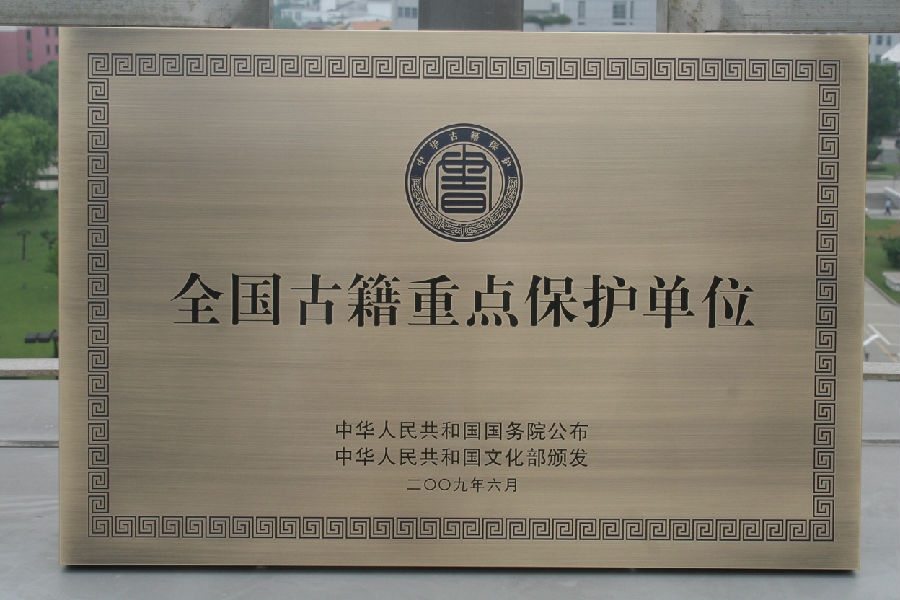 中华古籍保护
書
全国古籍重点保护单位
中华人民共和国国务院公布
中华人民共和国文化部颁发
二〇〇九年六月